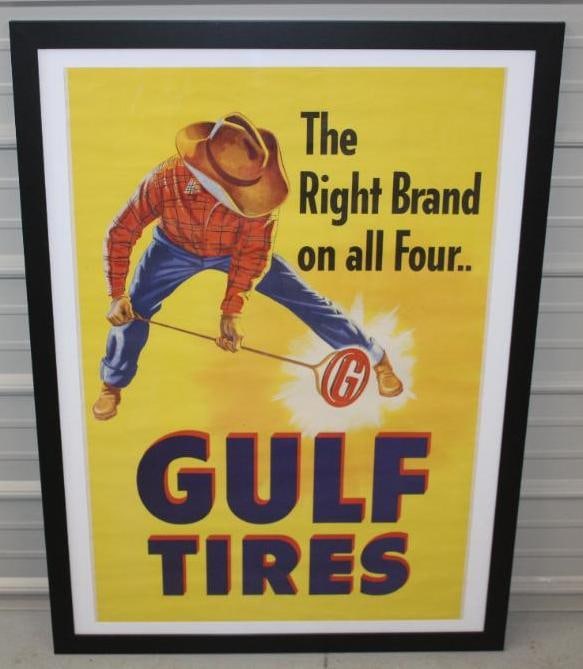 The
Right Brand
on all Four..
G
GULF
TIRES